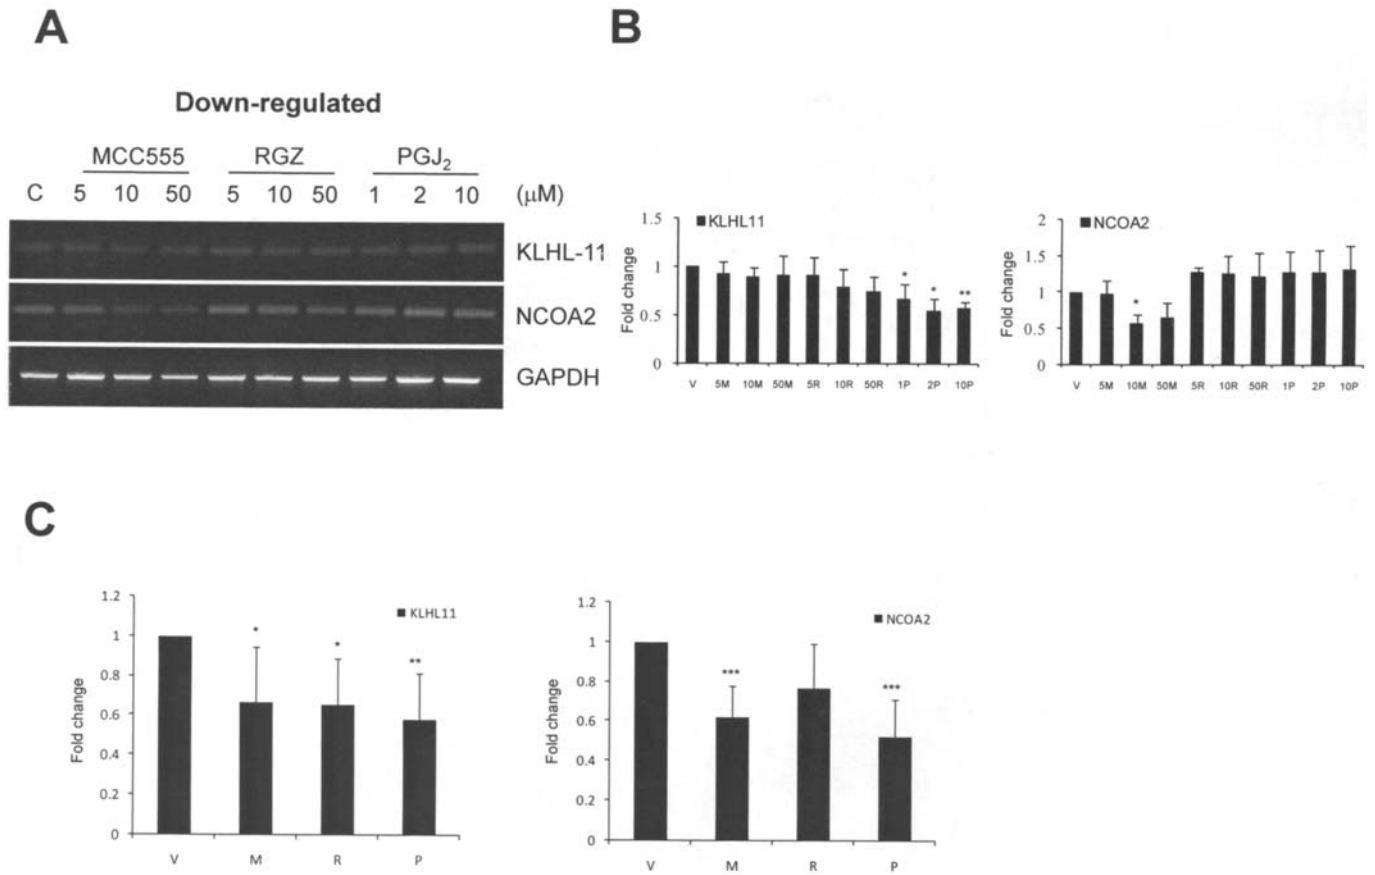 A
B
Down-regulated
MCC555 RGZ PGJ2
C 5 10 50 5 10 50 1 2 10 (μM)
KLHL-11
NCOA2
GAPDH
KLHL11
Fold change
1.5
1
0.5
0
* * **
V 5M 10M 50M 5R 10R 50R 1P 2P 10P
NCOA2
Fold change
2
1.5
1
0.5
0
*
V 5M 10M 50M 5R 10R 50R 1P 2P 10P
C
KLHL11
Fold change
1.2
1
0.8
0.6
0.4
0.2
0
* * **
V M R P
NCOA2
Fold change
1.2
1
0.8
0.6
0.4
0.2
0
*** ***
V M R P